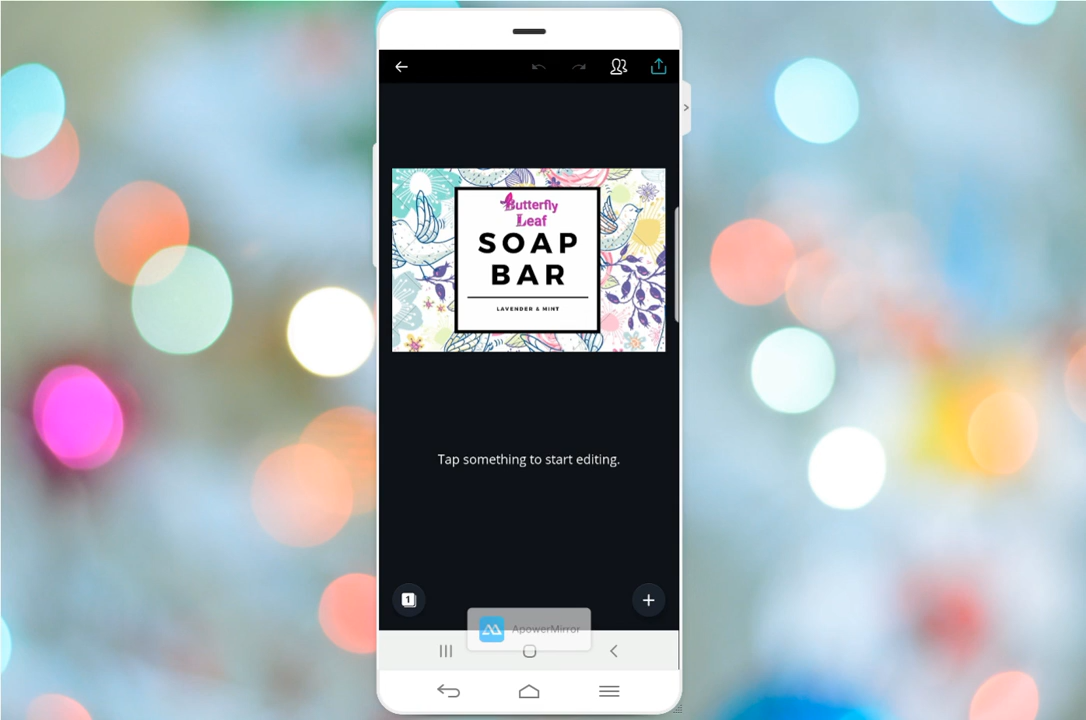 Butterfly
Leaf
SOAP
BAR
LAVENDER & MINT
Tap something to start editing.
1
ApowerMirror